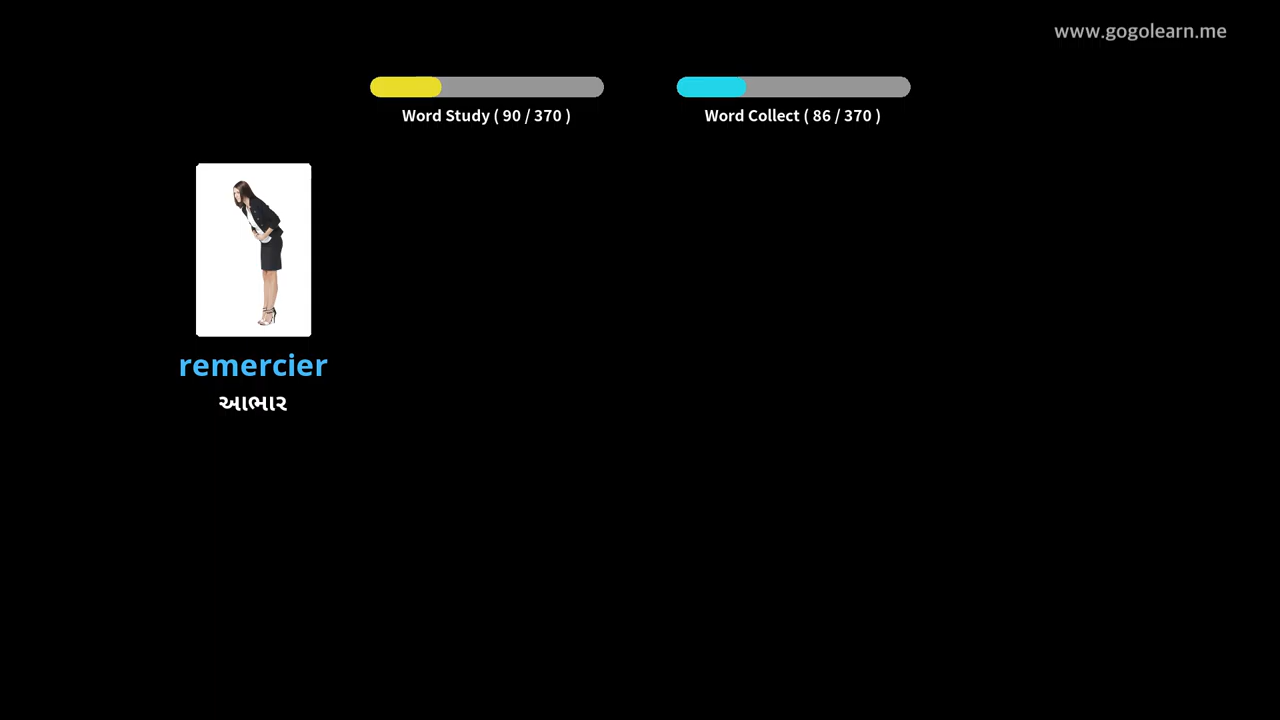 www.gogolearn.me
Word Study ( 90 / 370 )
Word Collect ( 86 / 370 )
remercier
આભાર